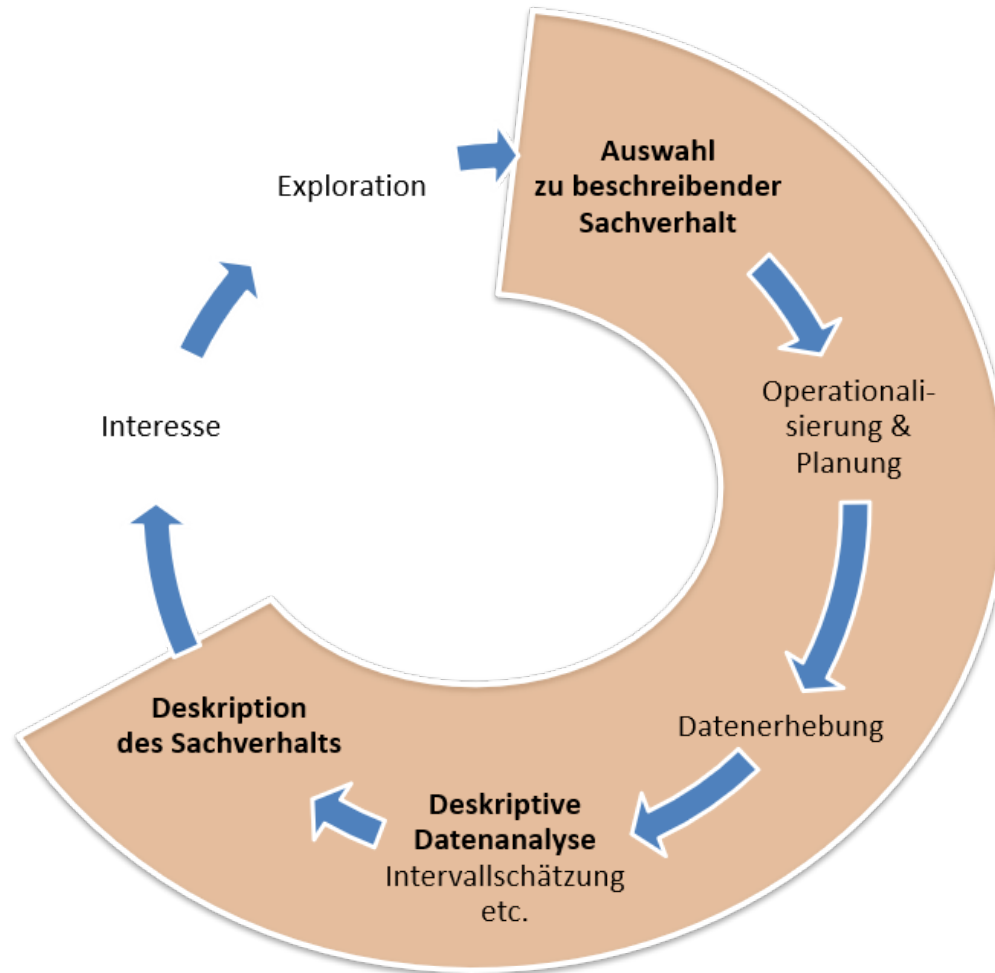 Exploration
Auswahl
zu beschreibender
Sachverhalt
Operationali-
sierung &
Planung
Datenerhebung
Deskriptive
Datenanalyse
Intervallschätzung
etc.
Deskription
des Sachverhalts
Interesse